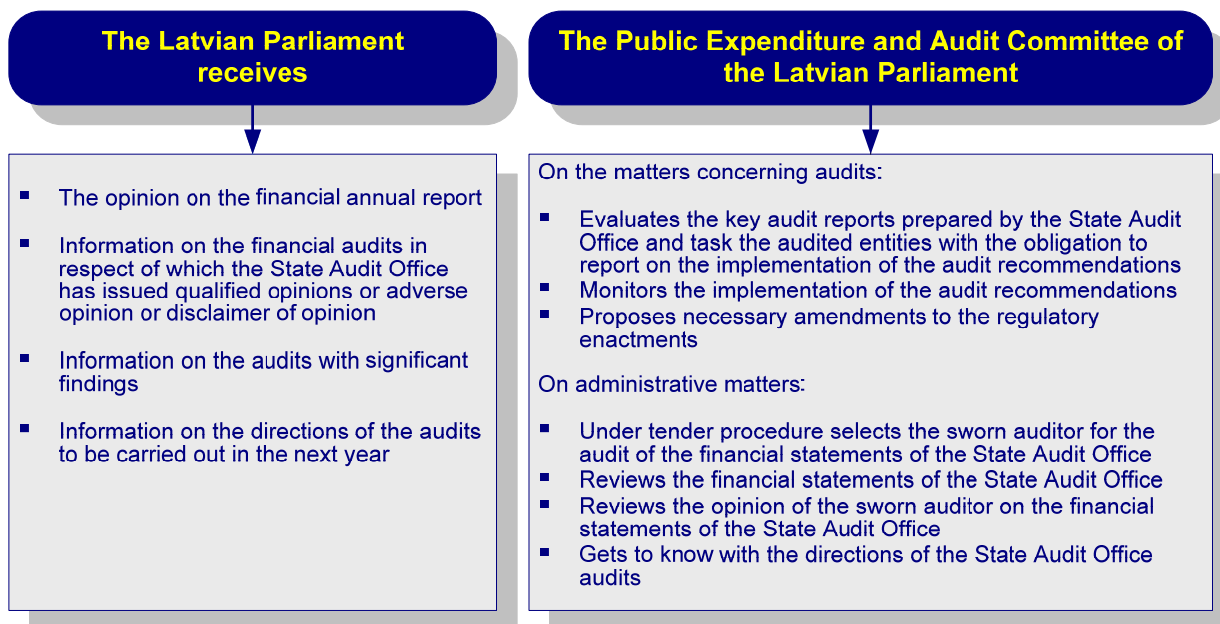 The Latvian Parliament
receives
▪ The opinion on the financial annual report
▪ Information on the financial audits in
respect of which the State Audit Office
has issued qualified opinions or adverse
opinion or disclaimer of opinion
▪ Information on the audits with significant
findings
▪ Information on the directions of the audits
to be carried out in the next year
The Public Expenditure and Audit Committee of
the Latvian Parliament
On the matters concerning audits:
▪ Evaluates the key audit reports prepared by the State Audit
Office and task the audited entities with the obligation to
report on the implementation of the audit recommendations
▪ Monitors the implementation of the audit recommendations
▪ Proposes necessary amendments to the regulatory
enactments
On administrative matters:
▪ Under tender procedure selects the sworn auditor for the
audit of the financial statements of the State Audit Office
▪ Reviews the financial statements of the State Audit Office
▪ Reviews the opinion of the sworn auditor on the financial
statements of the State Audit Office
▪ Gets to know with the directions of the State Audit Office
audits